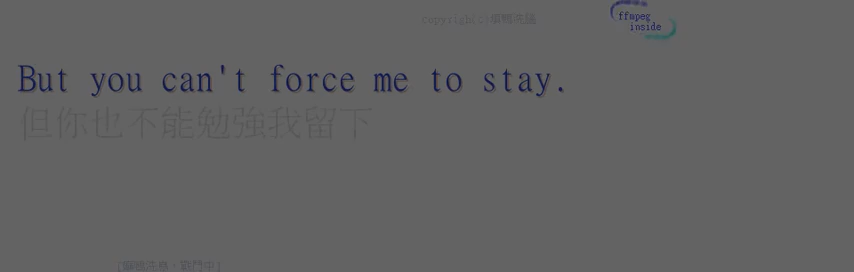 copyrigh(c)
ffmpeg
inside
But you can't force me to stay.
但你也不能勉強我留下